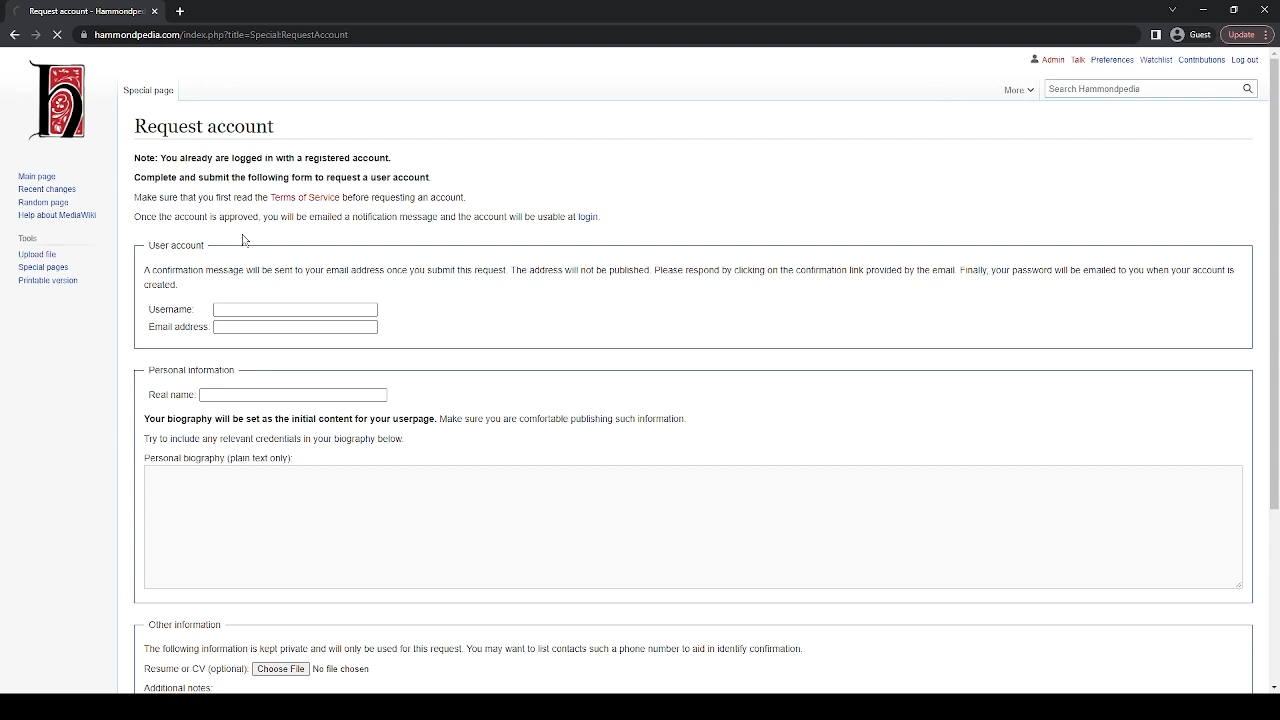 Request account - Hammondped
hammondpedia.com/index.php?title=Special:RequestAccount
Guest
Update
h
Admin Talk Preferences Watchlist Contributions Log out
Special page
More
Search Hammondpedia
Request account
Note: You already are logged in with a registered account.
Complete and submit the following form to request a user account.
Make sure that you first read the Terms of Service before requesting an account.
Once the account is approved, you will be emailed a notification message and the account will be usable at login.
Main page
Recent changes
Random page
Help about MediaWiki
Tools
Upload file
Special pages
Printable version
User account
A confirmation message will be sent to your email address once you submit this request. The address will not be published. Please respond by clicking on the confirmation link provided by the email. Finally, your password will be emailed to you when your account is
created.
Username:
Email address:
Personal information
Real name:
Your biography will be set as the initial content for your userpage. Make sure you are comfortable publishing such information.
Try to include any relevant credentials in your biography below.
Personal biography (plain text only):
Other information
The following information is kept private and will only be used for this request. You may want to list contacts such a phone number to aid in identify confirmation.
Resume or CV (optional): Choose File No file chosen
Additional notes: